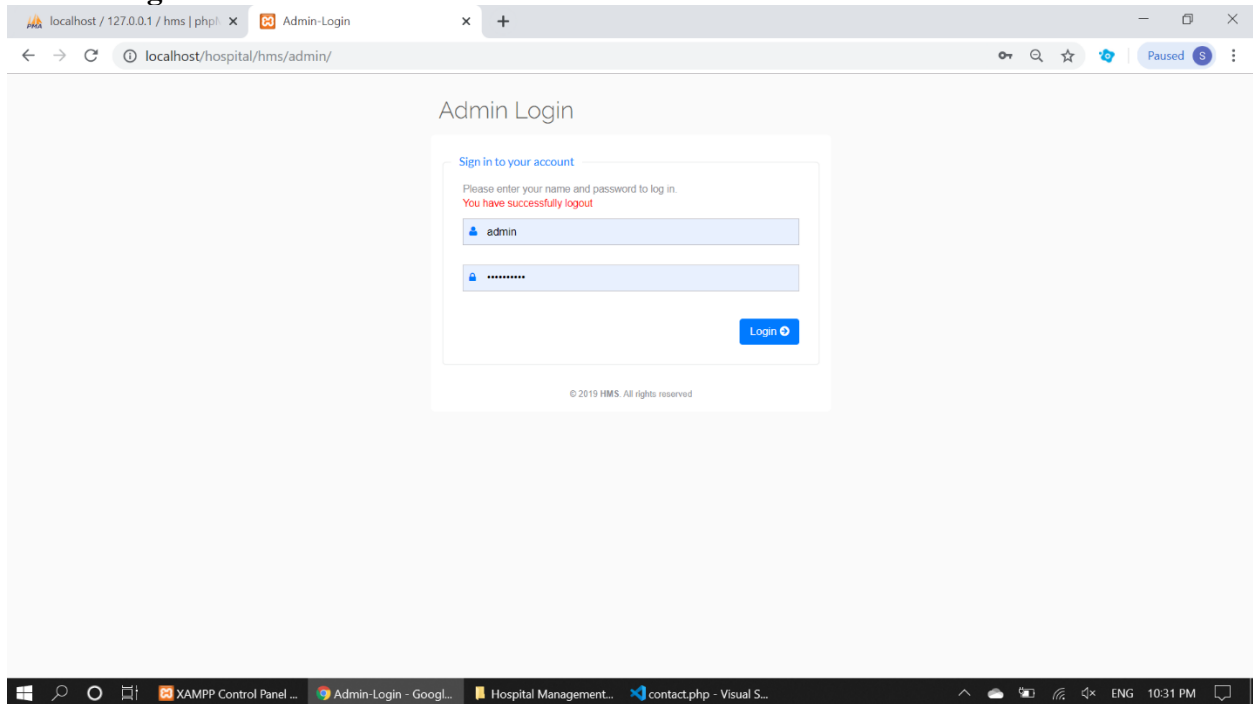 localhost / 127.0.0.1 / hms | php
Admin-Login
localhost/hospital/hms/admin/
Paused S
Admin Login
Sign in to your account
Please enter your name and password to log in.
You have successfully logout
admin
••••••••••
Login
© 2019 HMS. All rights reserved
XAMPP Control Panel ...
Admin-Login - Googl...
Hospital Management...
contact.php - Visual S...
ENG 10:31 PM